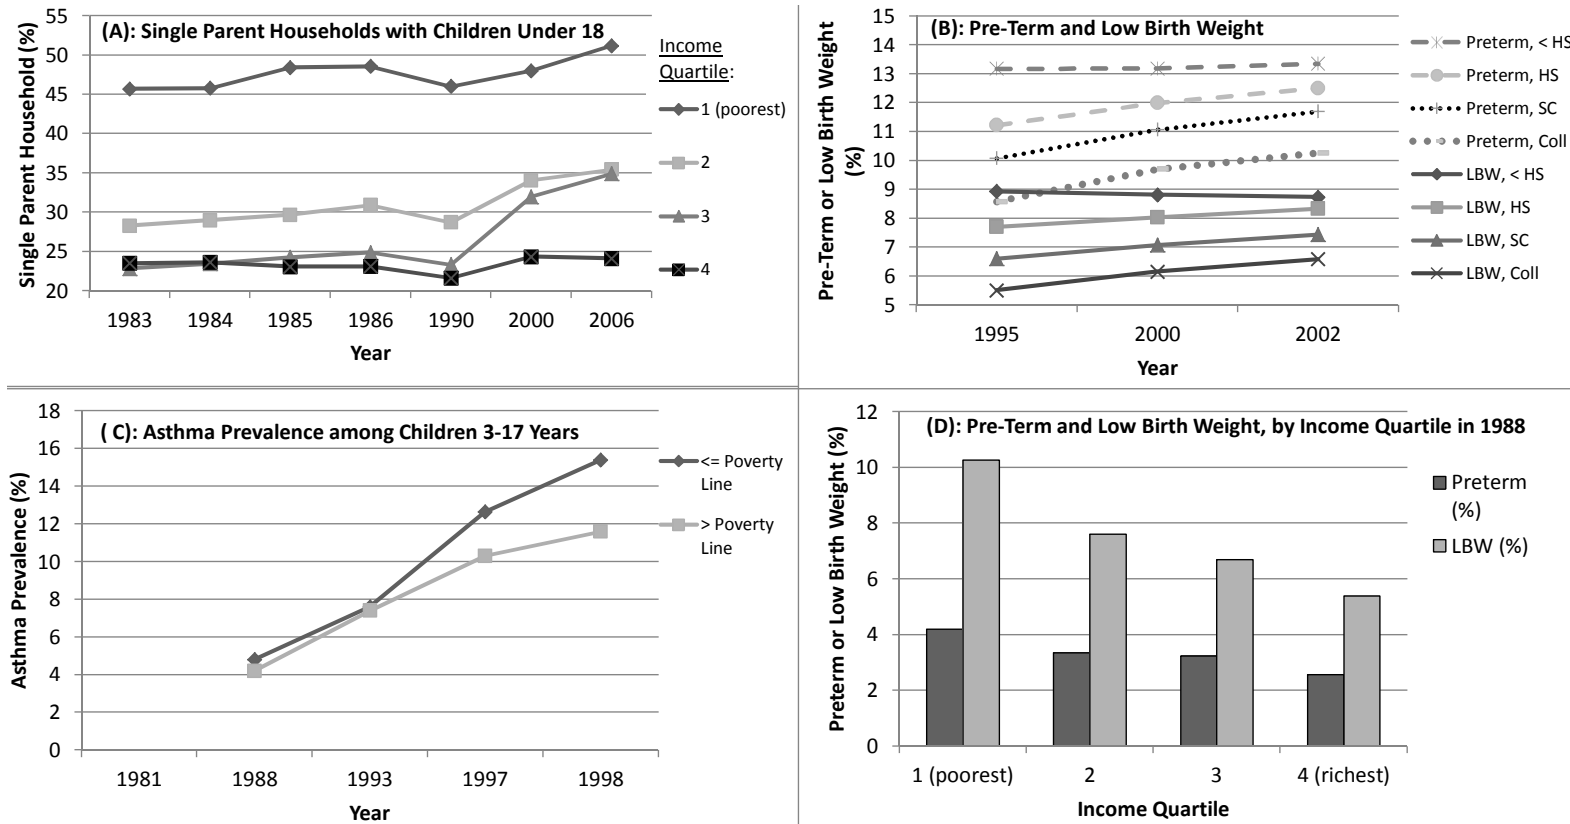 (A): Single Parent Households with Children Under 18
Single Parent Household (%)
55
50
45
40
35
30
25
20
1983 1984 1985 1986 1990 2000 2006
Year
Income
Quartile:
1 (poorest)
2
3
4
(B): Pre-Term and Low Birth Weight
Pre-Term or Low Birth Weight
(%)
15
14
13
12
11
10
9
8
7
6
5
1995 2000 2002
Year
Preterm, < HS
Preterm, HS
Preterm, SC
Preterm, Coll
LBW, < HS
LBW, HS
LBW, SC
LBW, Coll
( C): Asthma Prevalence among Children 3-17 Years
Asthma Prevalence (%)
18
16
14
12
10
8
6
4
2
0
1981 1988 1993 1997 1998
Year
<= Poverty
Line
> Poverty
Line
(D): Pre-Term and Low Birth Weight, by Income Quartile in 1988
Preterm or Low Birth Weight (%)
12
10
8
6
4
2
0
1 (poorest) 2 3 4 (richest)
Income Quartile
Preterm
(%)
LBW (%)